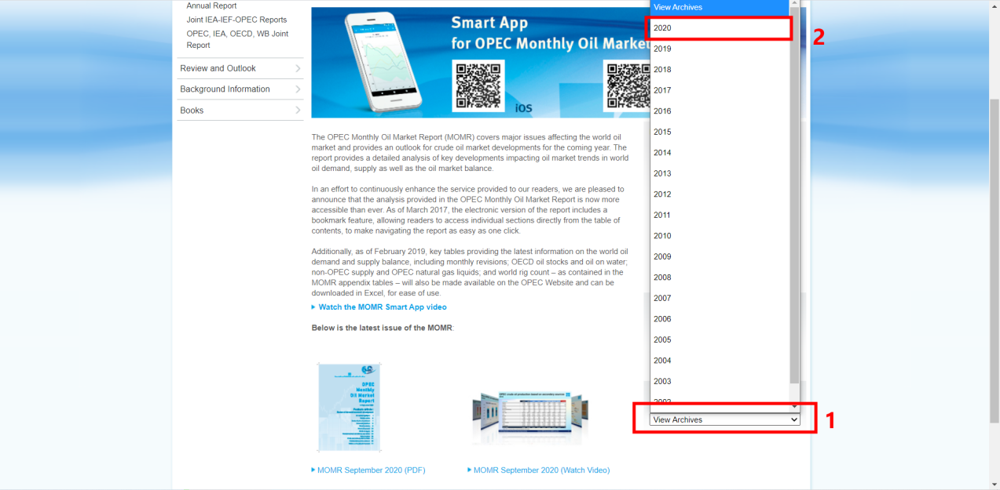 Annual Report
Joint IEA-IEF-OPEC Reports
OPEC, IEA, OECD, WB Joint
Report
Review and Outlook
Background Information
Books
Smart App
for OPEC Monthly Oil Marke
iOS
The OPEC Monthly Oil Market Report (MOMR) covers major issues affecting the world oil
market and provides an outlook for crude oil market developments for the coming year. The
report provides a detailed analysis of key developments impacting oil market trends in world
oil demand, supply as well as the oil market balance.
In an effort to continuously enhance the service provided to our readers, we are pleased to
announce that the analysis provided in the OPEC Monthly Oil Market Report is now more
accessible than ever. As of March 2017, the electronic version of the report includes a
bookmark feature, allowing readers to access individual sections directly from the table of
contents, to make navigating the report as easy as one click.
Additionally, as of February 2019, key tables providing the latest information on the world oil
demand and supply balance, including monthly revisions; OECD oil stocks and oil on water;
non-OPEC supply and OPEC natural gas liquids; and world rig count – as contained in the
MOMR appendix tables – will also be made available on the OPEC Website and can be
downloaded in Excel, for ease of use.
Watch the MOMR Smart App video
Below is the latest issue of the MOMR:
OPEC
Monthly
Oil Market
Report
OPEC crude oil production based on secondary sources
MOMR September 2020 (PDF)
MOMR September 2020 (Watch Video)
View Archives
2020
2
2019
2018
2017
2016
2015
2014
2013
2012
2011
2010
2009
2008
2007
2006
2005
2004
2003
2002
View Archives
1